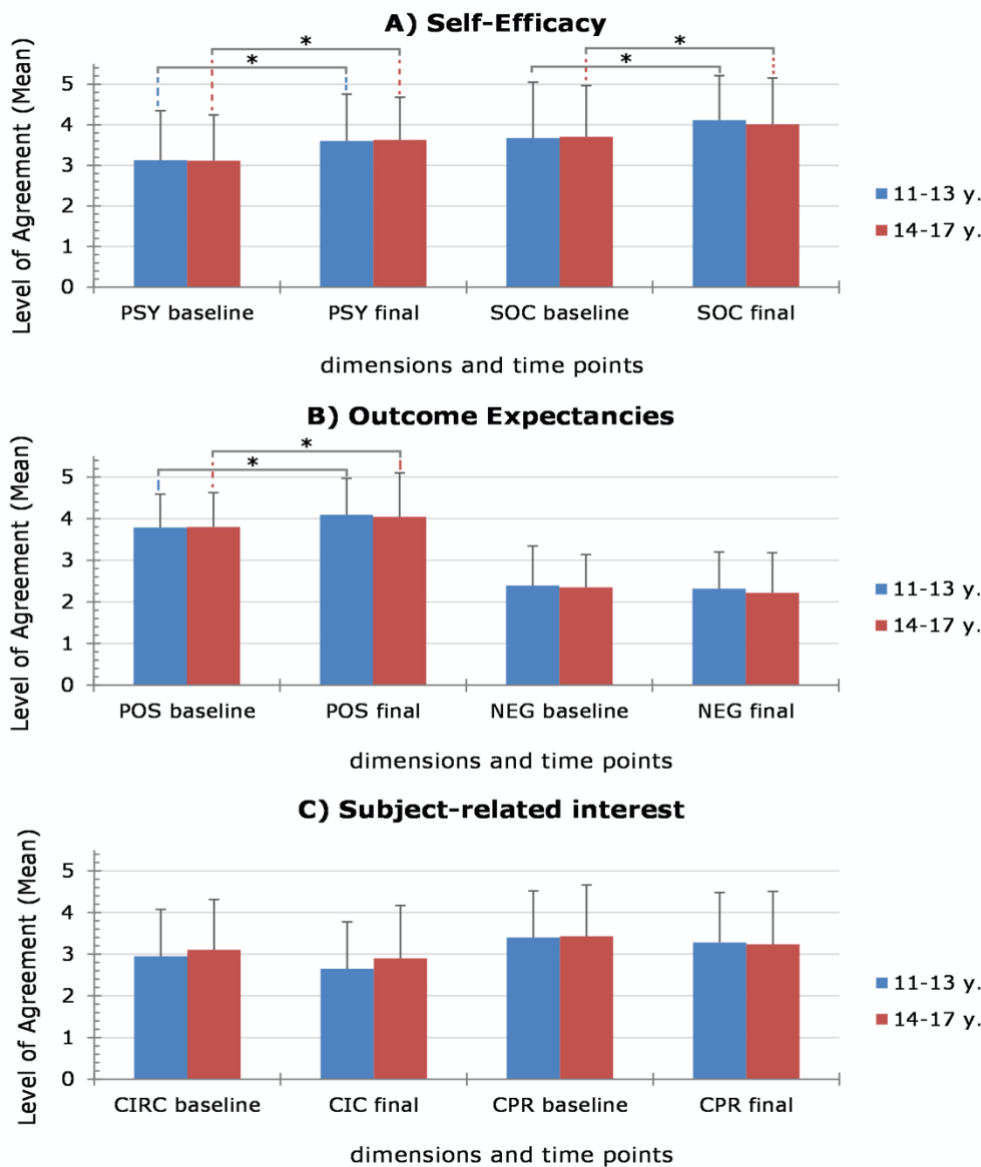 A) Self-Efficacy
Level of Agreement (Mean)
* *
* *
5
4
3
2
1
0
PSY baseline PSY final SOC baseline SOC final
dimensions and time points
11-13 y.
14-17 y.
B) Outcome Expectancies
Level of Agreement (Mean)
*
*
5
4
3
2
1
0
POS baseline POS final NEG baseline NEG final
dimensions and time points
11-13 y.
14-17 y.
C) Subject-related interest
Level of Agreement (Mean)
5
4
3
2
1
0
CIRC baseline CIC final CPR baseline CPR final
dimensions and time points
11-13 y.
14-17 y.